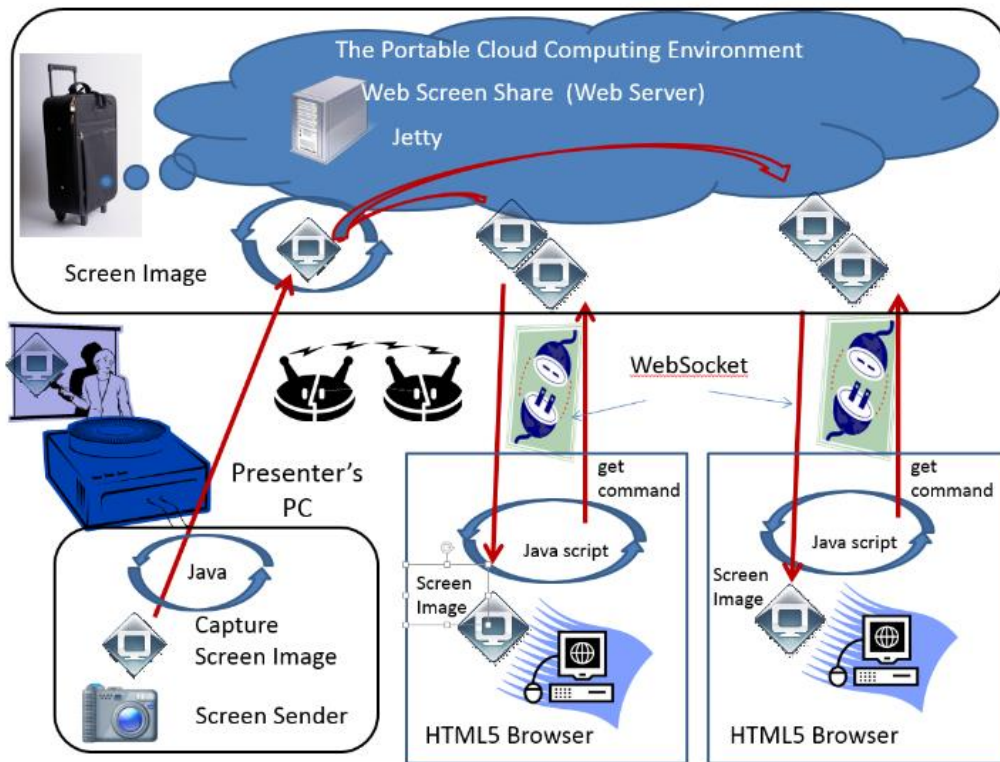 The Portable Cloud Computing Environment
Web Screen Share (Web Server)
Jetty
Screen Image
WebSocket
Presenter's
PC
get
command
get
command
Java
Java script
Java script
Screen
Image
Screen
Image
Capture
Screen Image
Screen Sender
HTML5 Browser
HTML5 Browser